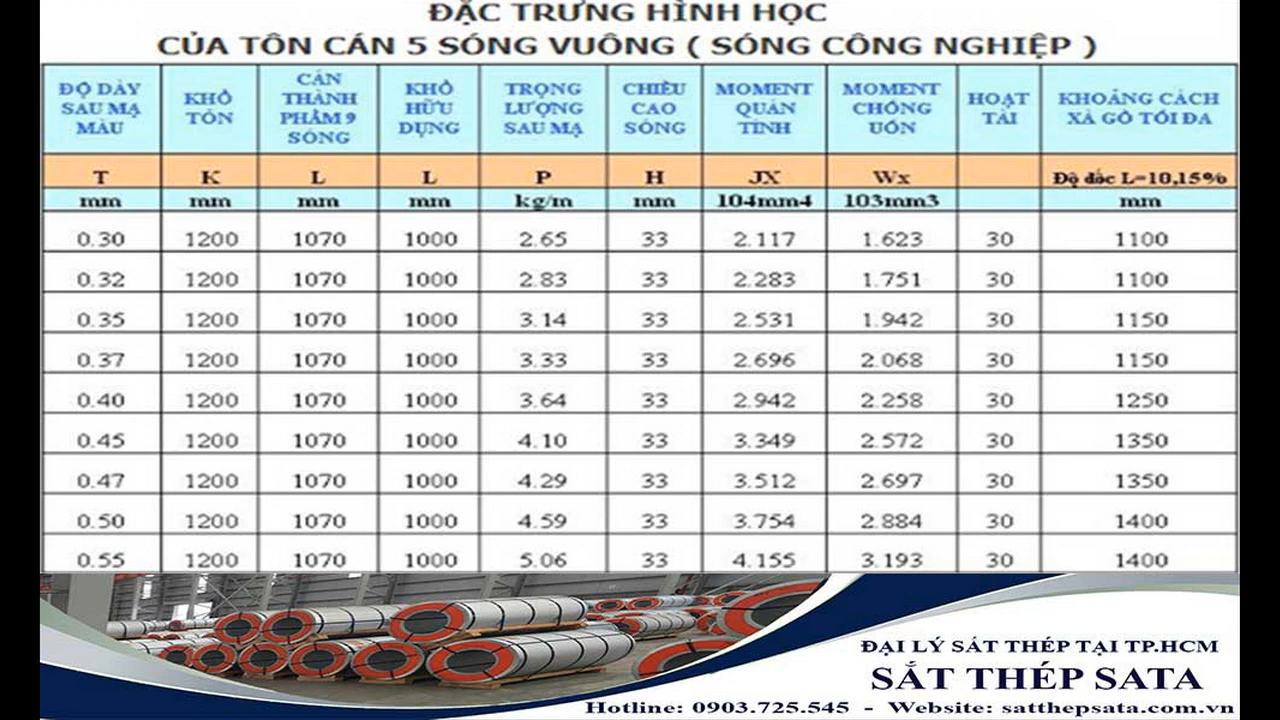 ĐẶC TRƯNG HÌNH HỌC
CỦA TÔN CÁN 5 SÓNG VUÔNG ( SÓNG CÔNG NGHIỆP )
ĐỘ DÀY SAU MẠ MÀU KHỔ TÔN CÁN THÀNH PHẨM 9 SÓNG KHỔ HỮU DỤNG TRỌNG LƯỢNG SAU MẠ CHIỀU CAO SÓNG MOMENT QUÁN TÍNH MOMENT CHỐNG UỐN HOẠT TẢI KHOẢNG CÁCH XÀ GỒ TỐI ĐA
T K L L P H JX Wx Độ dốc L=10,15%
mm mm mm mm kg/m mm 104mm4 103mm3 mm
0.30 1200 1070 1000 2.65 33 2.117 1.623 30 1100
0.32 1200 1070 1000 2.83 33 2.283 1.751 30 1100
0.35 1200 1070 1000 3.14 33 2.531 1.942 30 1150
0.37 1200 1070 1000 3.33 33 2.696 2.068 30 1150
0.40 1200 1070 1000 3.64 33 2.942 2.258 30 1250
0.45 1200 1070 1000 4.10 33 3.349 2.572 30 1350
0.47 1200 1070 1000 4.29 33 3.512 2.697 30 1350
0.50 1200 1070 1000 4.59 33 3.754 2.884 30 1400
0.55 1200 1070 1000 5.06 33 4.155 3.193 30 1400
ĐẠI LÝ SẮT THÉP TẠI TP.HCM
SẮT THÉP SATA
Hotline: 0903.725.545 - Website: satthepsata.com.vn